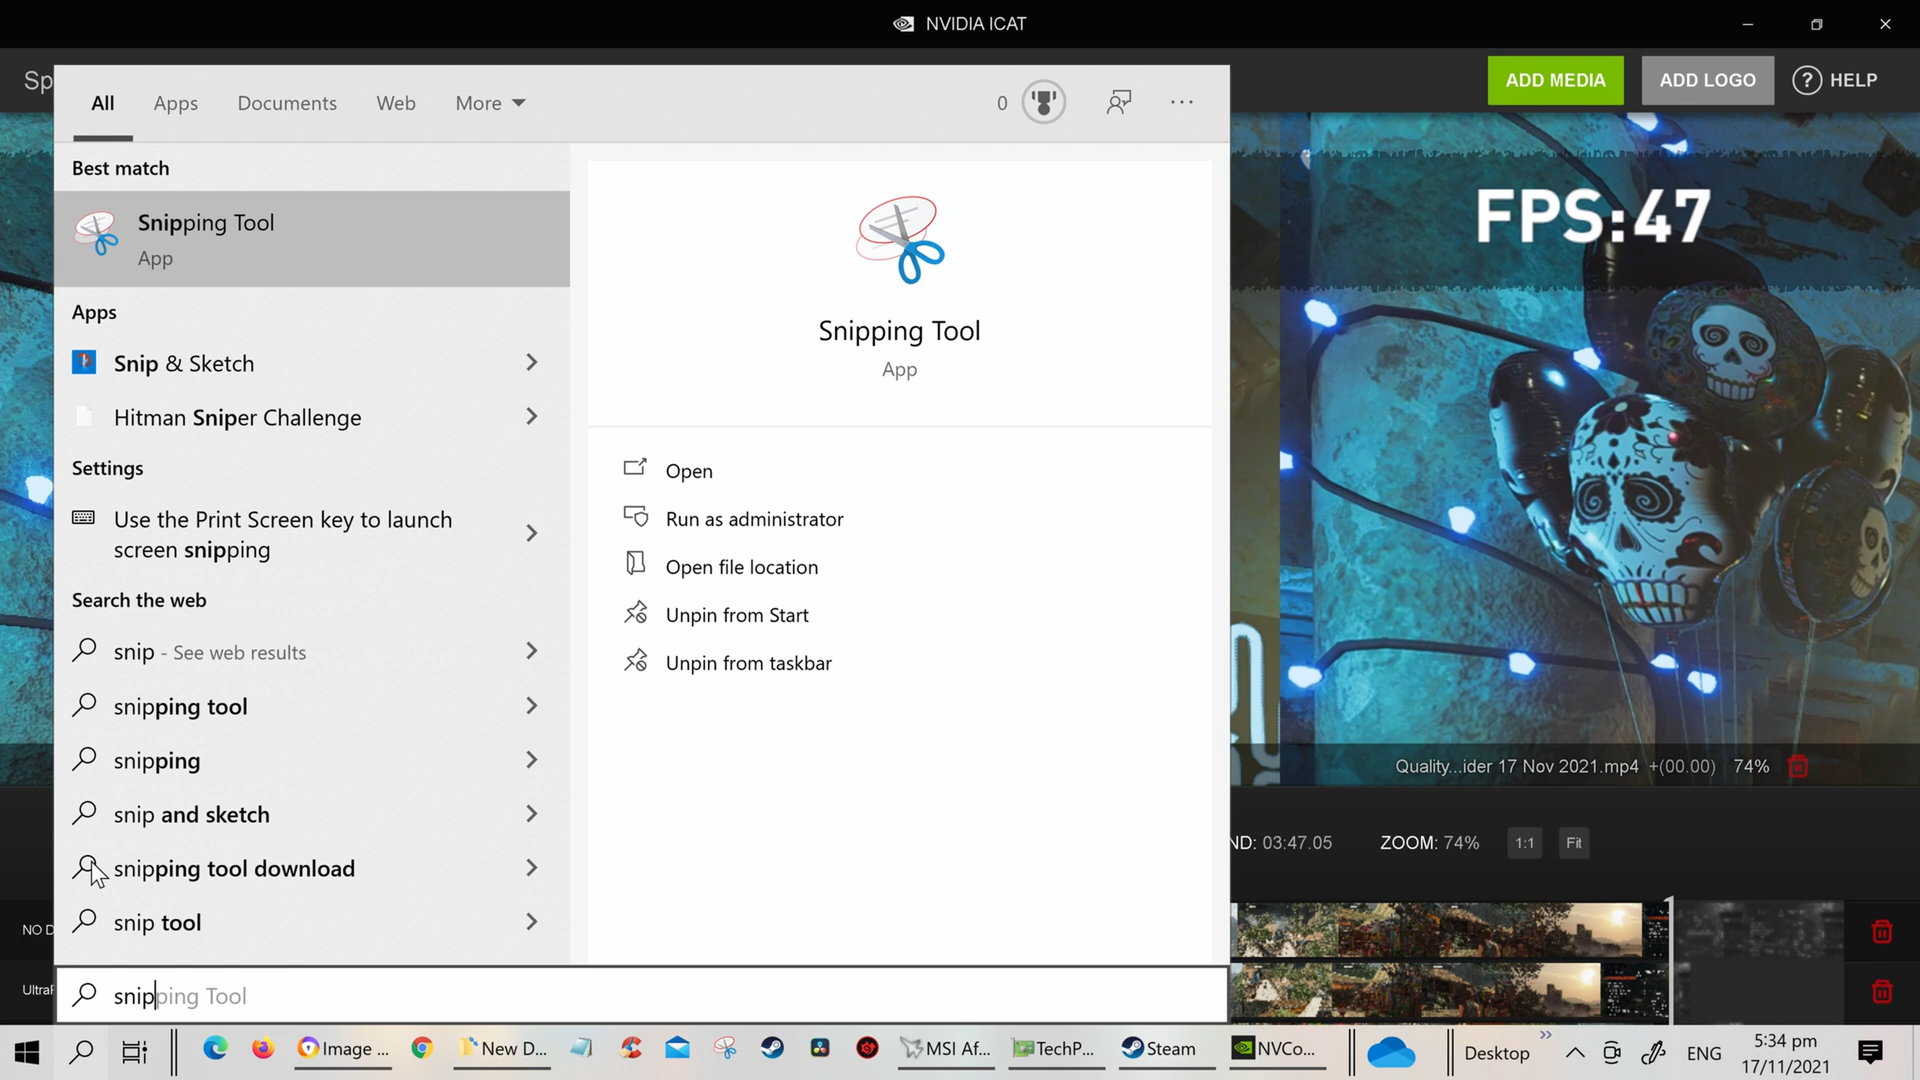 NVIDIA ICAT
Sp
All Apps Documents Web More
0
ADD MEDIA
ADD LOGO
? HELP
Best match
Snipping Tool
App
Apps
Snip & Sketch
Hitman Sniper Challenge
Settings
Use the Print Screen key to launch
screen snipping
Search the web
snip - See web results
snipping tool
snipping
snip and sketch
snipping tool download
snip tool
Snipping Tool
App
Open
Run as administrator
Open file location
Unpin from Start
Unpin from taskbar
FPS:47
Quality...ider 17 Nov 2021.mp4 +(00.00) 74%
ND: 03:47.05 ZOOM: 74% 1:1 Fit
NO D
UltraP
snipping Tool
Image ...
New D...
MSI Af...
TechP...
Steam
NVCo...
Desktop
ENG
5:34 pm
17/11/2021